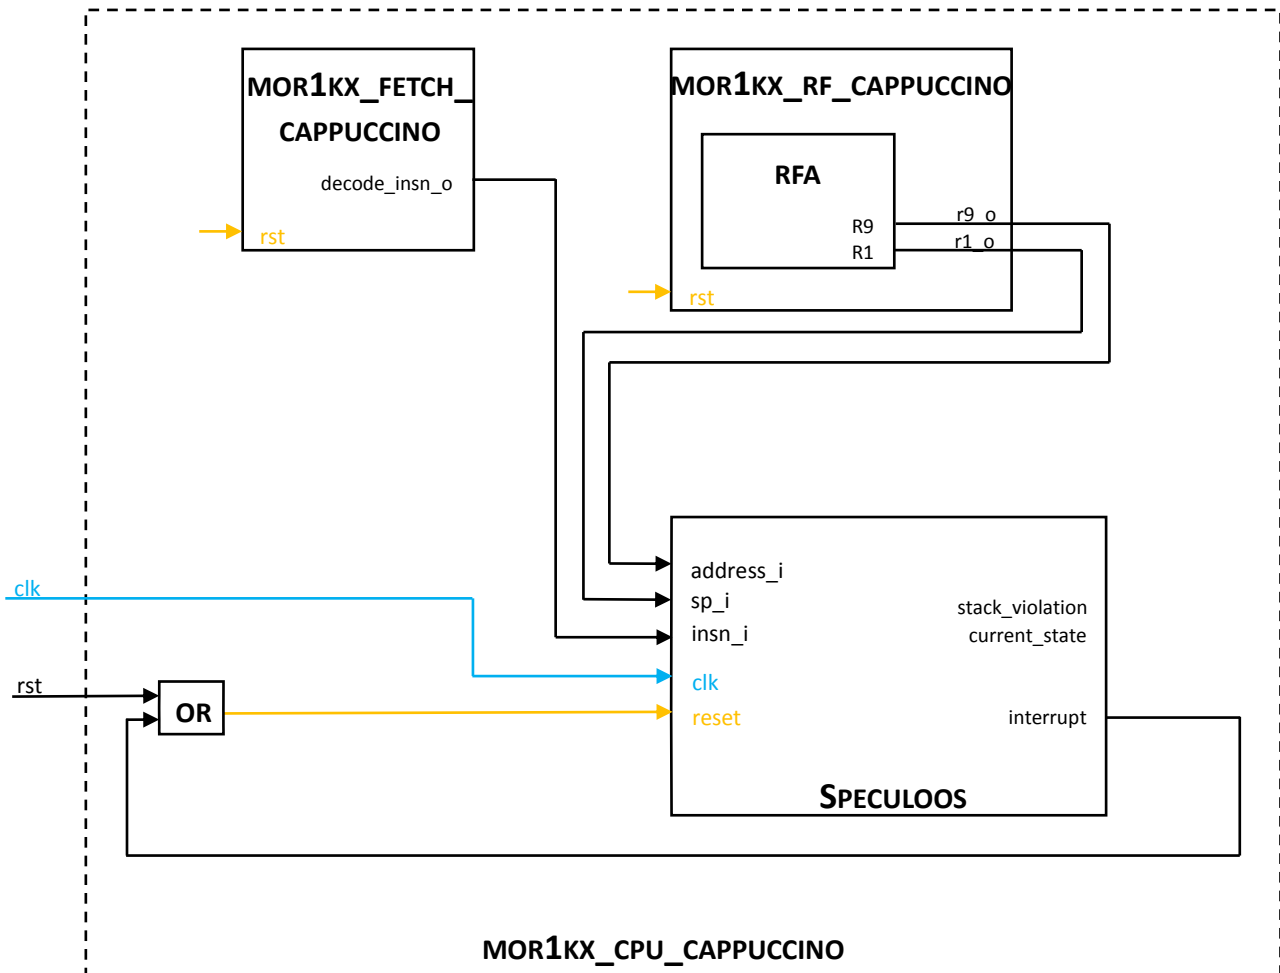 MOR1KX_FETCH_
CAPPUCCINO
decode_insn_o
rst
MOR1KX_RF_CAPPUCCINO
RFA
R9
R1
r9_o
r1_o
rst
clk
rst
OR
address_i
sp_i
insn_i
clk
reset
stack_violation
current_state
interrupt
SPECULOOS
MOR1KX_CPU_CAPPUCCINO